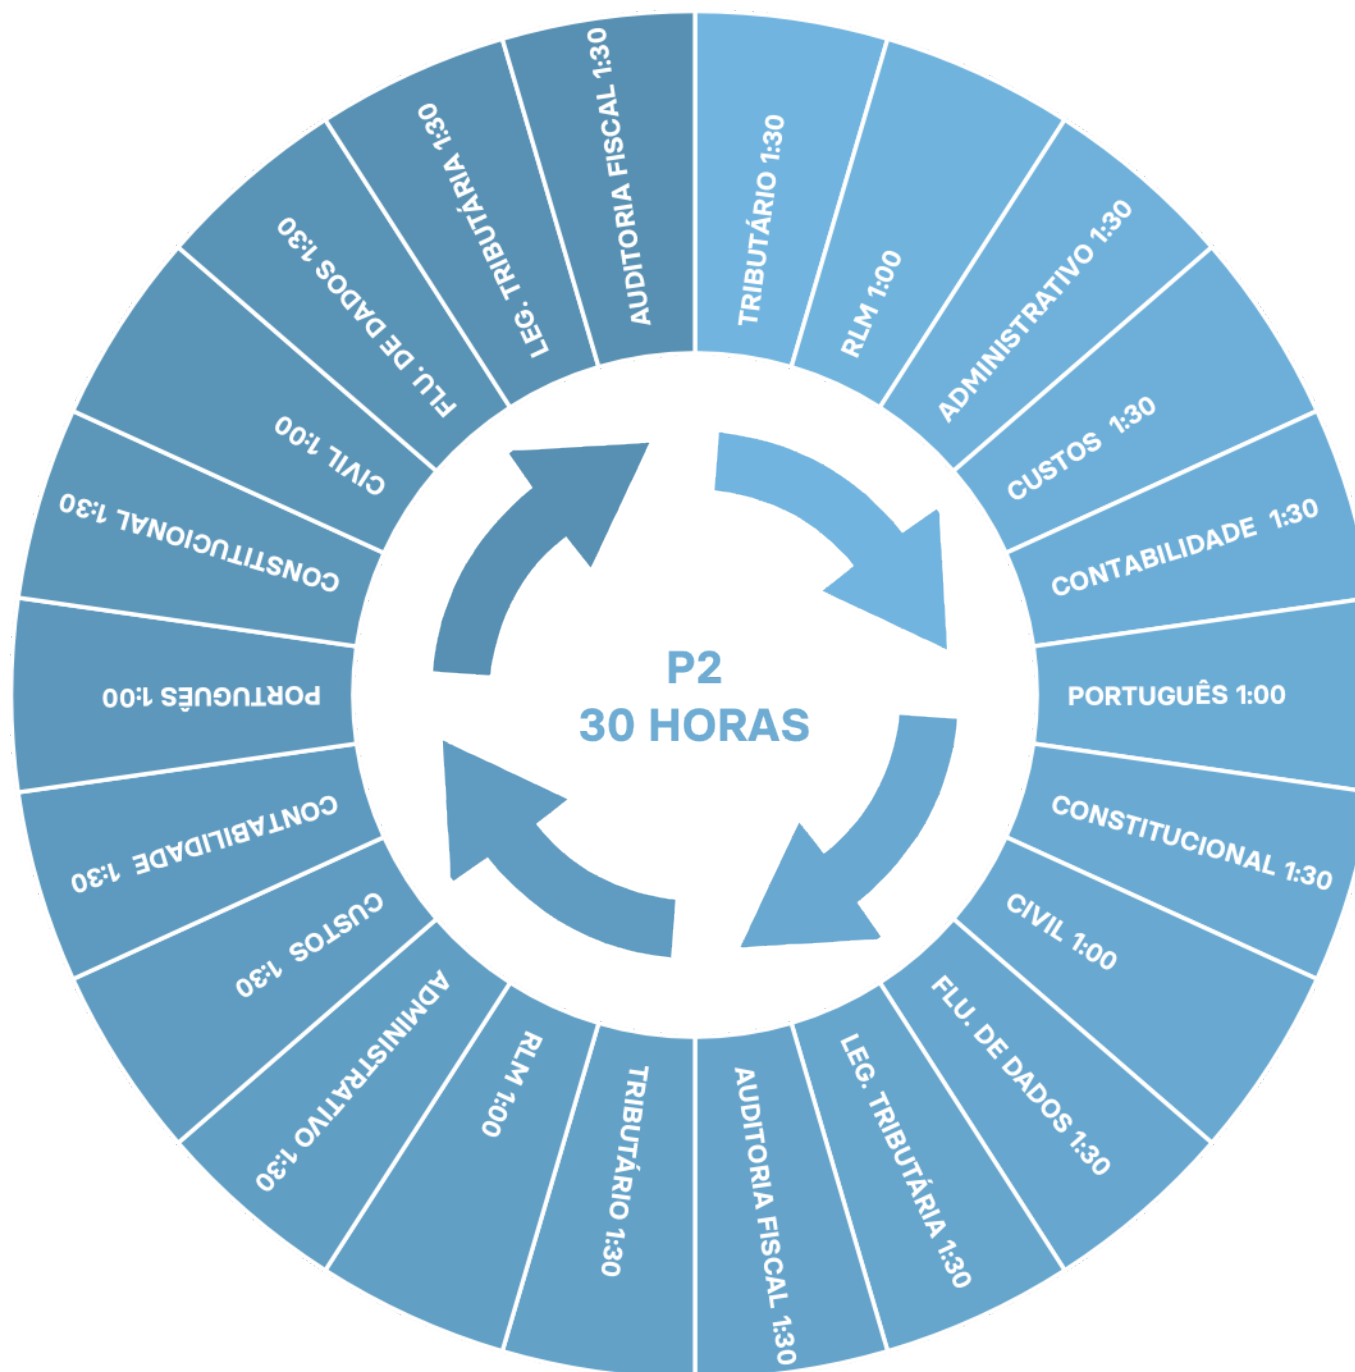 TRIBUTÁRIO 1:30
RLM 1:00
ADMINISTRATIVO 1:30
CUSTOS 1:30
CONTABILIDADE 1:30
PORTUGUÊS 1:00
CONSTITUCIONAL 1:30
CIVIL 1:00
FLU. DE DADOS 1:30
LEG. TRIBUTÁRIA 1:30
AUDITORIA FISCAL 1:30
TRIBUTÁRIO 1:30
RLM 1:00
ADMINISTRATIVO 1:30
CUSTOS 1:30
CONTABILIDADE 1:30
PORTUGUÊS 1:00
CONSTITUCIONAL 1:30
CIVIL 1:00
FLU. DE DADOS 1:30
LEG. TRIBUTÁRIA 1:30
AUDITORIA FISCAL 1:30
P2
30 HORAS